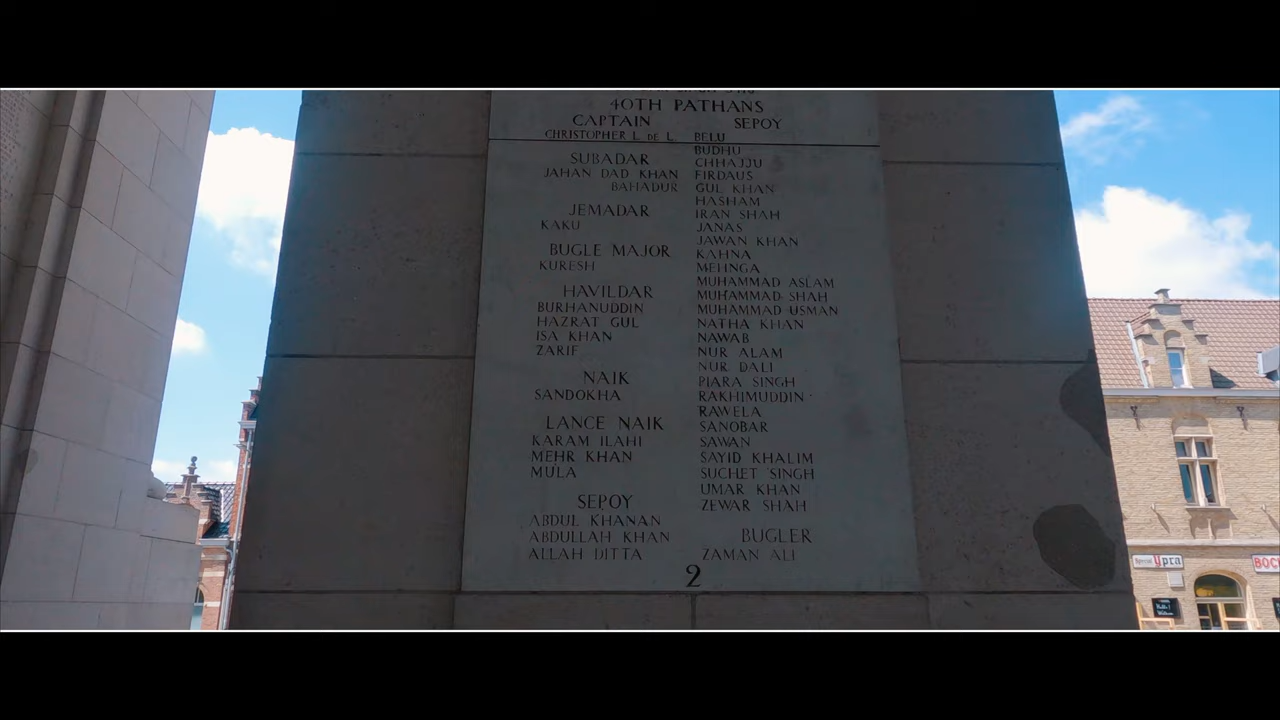 40TH PATHANS
CAPTAIN
CHRISTOPHER L. DE L.
SUBADAR
JAHAN DAD KHAN
BAHADUR
JEMADAR
KAKU
BUGLE MAJOR
KURESH
HAVILDAR
BURHANUDDIN
HAZRAT GUL
ISA KHAN
ZARIF
NAIK
SANDOKHA
LANCE NAIK
KARAM ILAHI
MEHR KHAN
MULA
SEPOY
ABDUL KHANAN
ABDULLAH KHAN
ALLAH DITTA
SEPOY
BELU
BUDHU
CHHAJJU
FIRDAUS
GUL KHAN
HASHAM
IRAN SHAH
JANAS
JAWAN KHAN
KAHNA
MEHNGA
MUHAMMAD ASLAM
MUHAMMAD SHAH
MUHAMMAD USMAN
NATHA KHAN
NAWAB
NUR ALAM
NUR DALI
PIARA SINGH
RAKHIMUDDIN
RAWELA
SANOBAR
SAWAN
SAYID KHALIM
SUCHET SINGH
UMAR KHAN
ZEWAR SHAH
BUGLER
ZAMAN ALI
2
Special Ypra